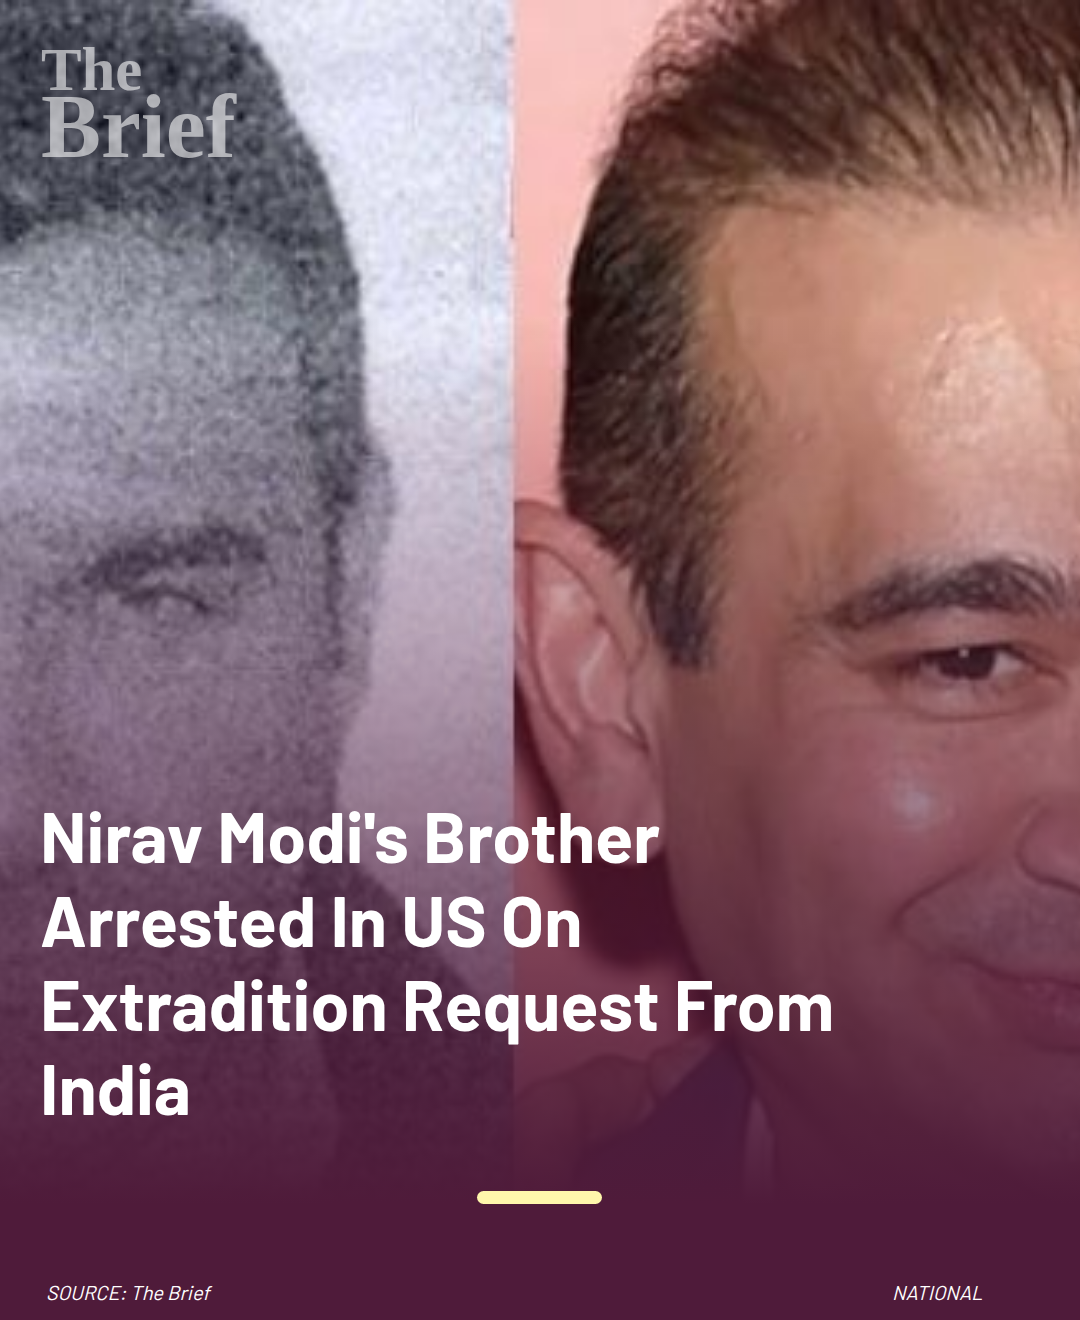 The
Brief
Nirav Modi's Brother
Arrested In US On
Extradition Request From
India
SOURCE: The Brief
NATIONAL